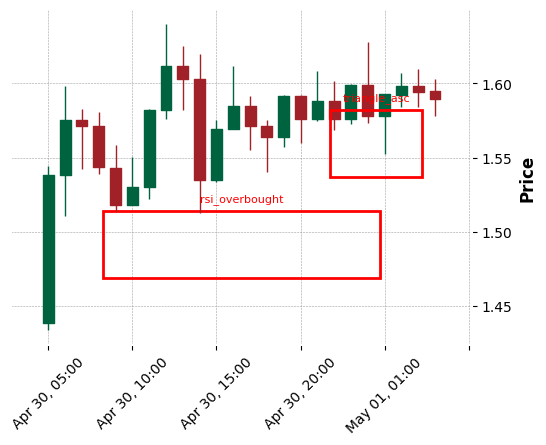 1.60
1.55
1.50
1.45
Price
rsi_overbought
Apr 30, 05:00
Apr 30, 10:00
Apr 30, 15:00
Apr 30, 20:00
May 01, 01:00